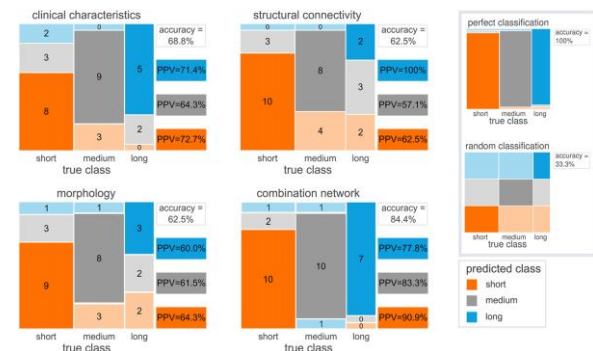 clinical characteristics
2
0
accuracy =
68.8%
3
9
5
PPV=71.4%
PPV=64.3%
8
3
2
0
PPV=72.7%
short
medium
long
true class
structural connectivity
0
0
2
accuracy =
62.5%
3
8
PPV=100%
3
PPV=57.1%
10
4
2
PPV=62.5%
short
medium
long
true class
morphology
1
1
3
accuracy =
62.5%
3
8
PPV=60.0%
2
PPV=61.5%
9
3
2
PPV=64.3%
short
medium
long
true class
combination network
1
1
accuracy =
84.4%
2
10
7
PPV=77.8%
PPV=83.3%
10
1
0
0
PPV=90.9%
short
medium
long
true class
perfect classification
accuracy =
100%
short
medium
long
true class
random classification
accuracy =
33.3%
short
medium
long
true class
predicted class
short
medium
long